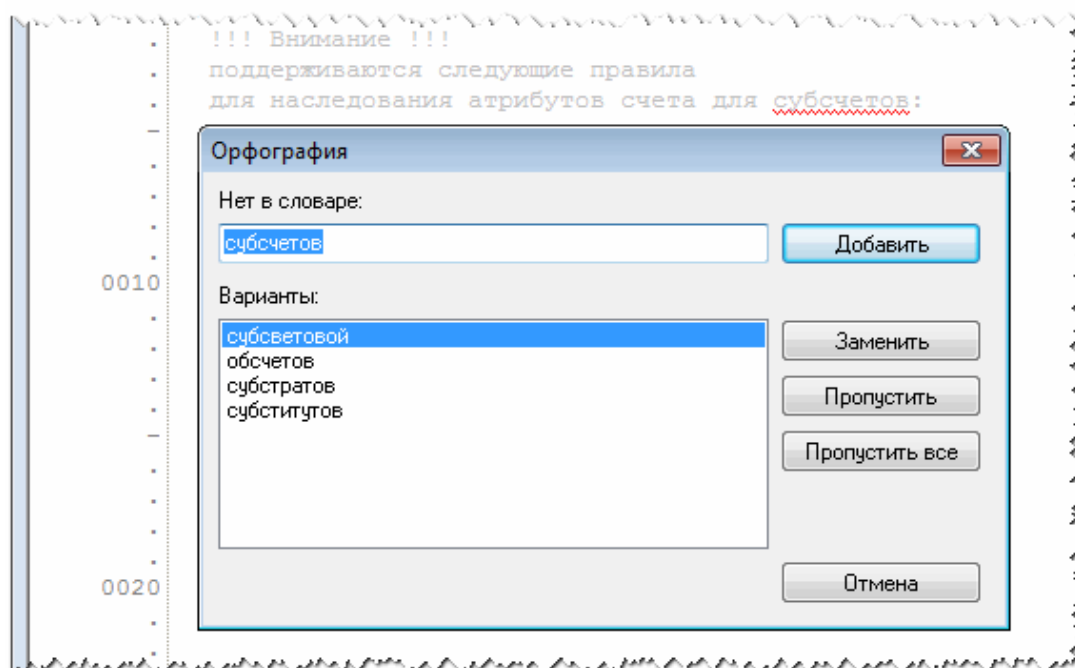 !!! Внимание !!!
поддерживаются следующие правила
для наследования атрибутов счета для субсчетов:
Орфография
Нет в словаре:
субсчетов
Добавить
0010
Варианты:
субсветовой
обсчетов
субстратов
субститутов
Заменить
Пропустить
Пропустить все
0020
Отмена